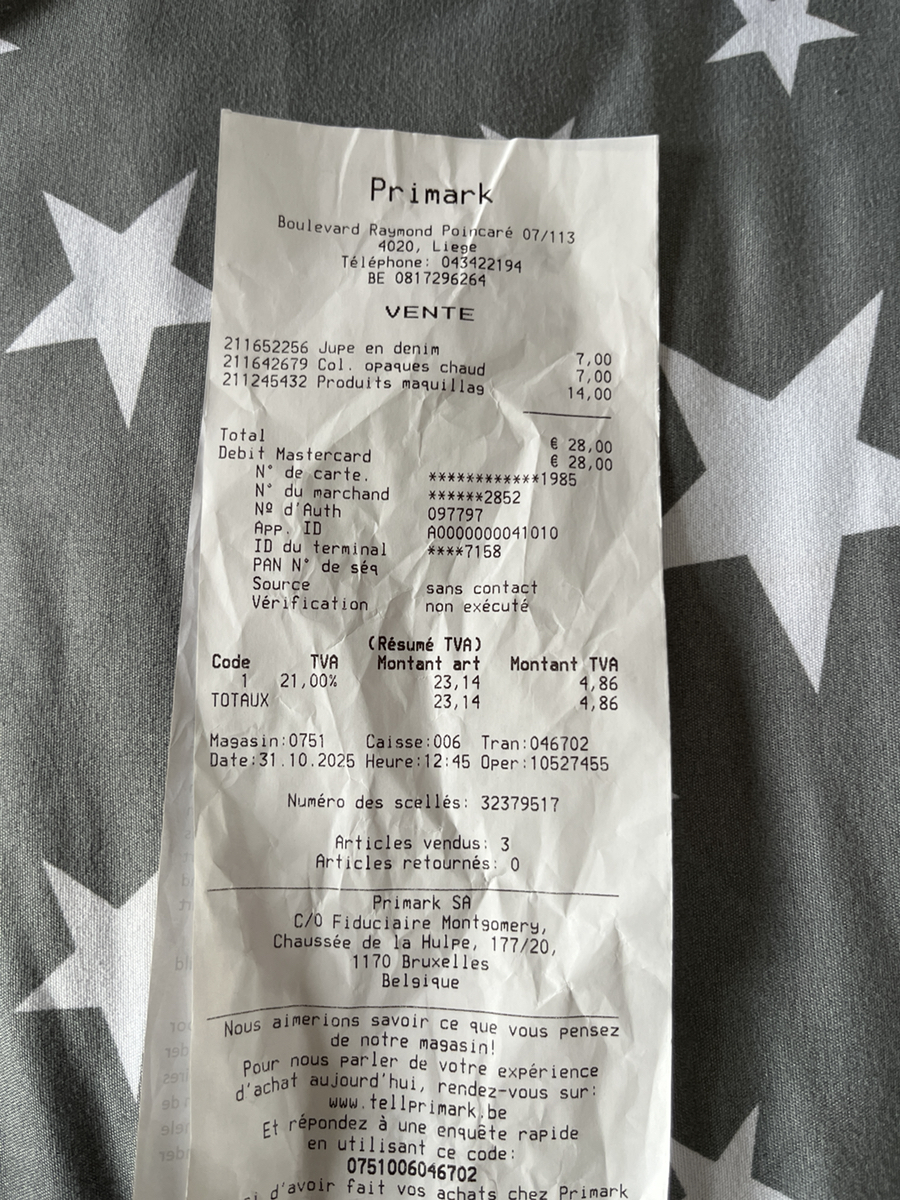 Primark
Boulevard Raymond Poincaré 07/113
4020, Liege
Téléphone: 043422194
BE 0817296264
VENTE
211652256 Jupe en denim 7,00
211642679 Col. opaques chaud 7,00
211245432 Produits maquillag 14,00
Total € 28,00
Debit Mastercard € 28,00
N° de carte. ************1985
N° du marchand ******2852
Nº d'Auth 097797
App. ID A0000000041010
ID du terminal ****7158
PAN N° de séq
Source sans contact
Vérification non exécuté
(Résumé TVA)
Code TVA Montant art Montant TVA
1 21,00% 23,14 4,86
TOTAUX 23,14 4,86
Magasin:0751 Caisse:006 Tran:046702
Date:31.10.2025 Heure:12:45 Oper:10527455
Numéro des scellés: 32379517
Articles vendus: 3
Articles retournés: 0
Primark SA
C/O Fiduciaire Montgomery,
Chaussée de la Hulpe, 177/20,
1170 Bruxelles
Belgique
Nous aimerions savoir ce que vous pensez
de notre magasin!
Pour nous parler de votre expérience
d'achat aujourd'hui, rendez-vous sur:
www.tellprimark.be
Et répondez à une enquête rapide
en utilisant ce code:
0751006046702
d'avoir fait vos achats chez Primark